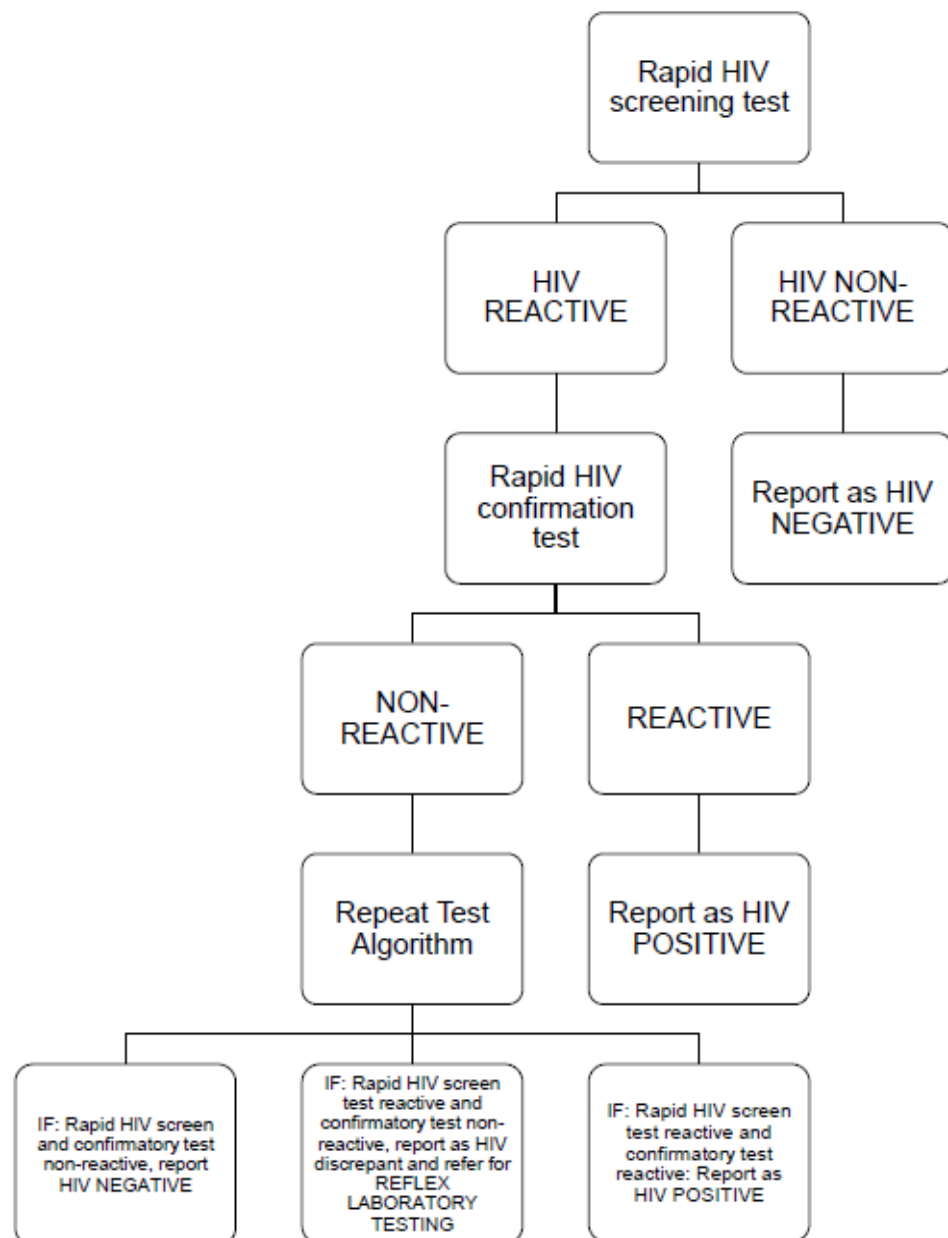 Rapid HIV
screening test
HIV
REACTIVE
HIV NON-
REACTIVE
Rapid HIV
confirmation
test
Report as HIV
NEGATIVE
NON-
REACTIVE
REACTIVE
Repeat Test
Algorithm
Report as HIV
POSITIVE
IF: Rapid HIV screen
and confirmatory test
non-reactive, report
HIV NEGATIVE
IF: Rapid HIV screen
test reactive and
confirmatory test non-
reactive, report as HIV
discrepant and refer for
REFLEX
LABORATORY
TESTING
IF: Rapid HIV screen
test reactive and
confirmatory test
reactive: Report as
HIV POSITIVE